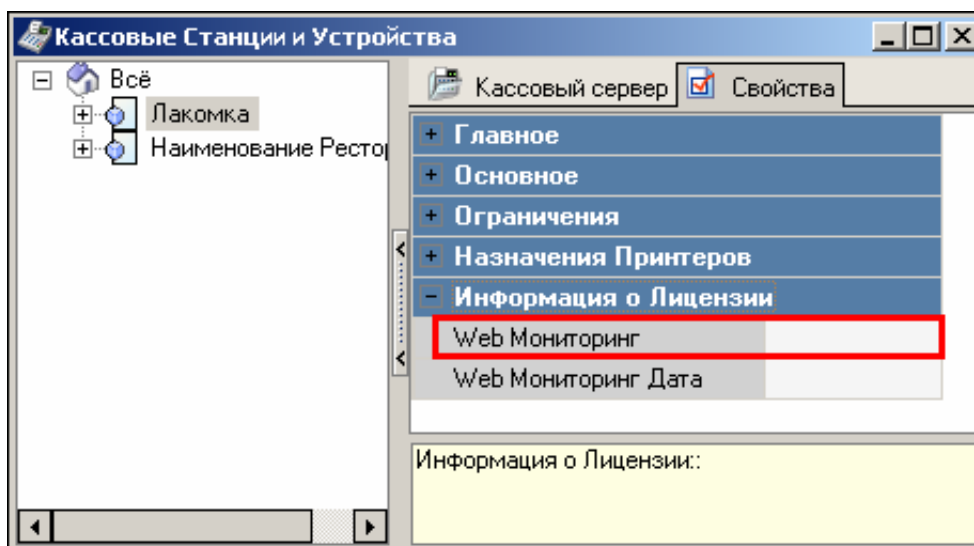 Кассовые Станции и Устройства
Всё
Лакомка
Наименование Рестор
Кассовый сервер
Свойства
Главное
Основное
Ограничения
Назначения Принтеров
Информация о Лицензии
Web Мониторинг
Web Мониторинг Дата
Информация о Лицензии::